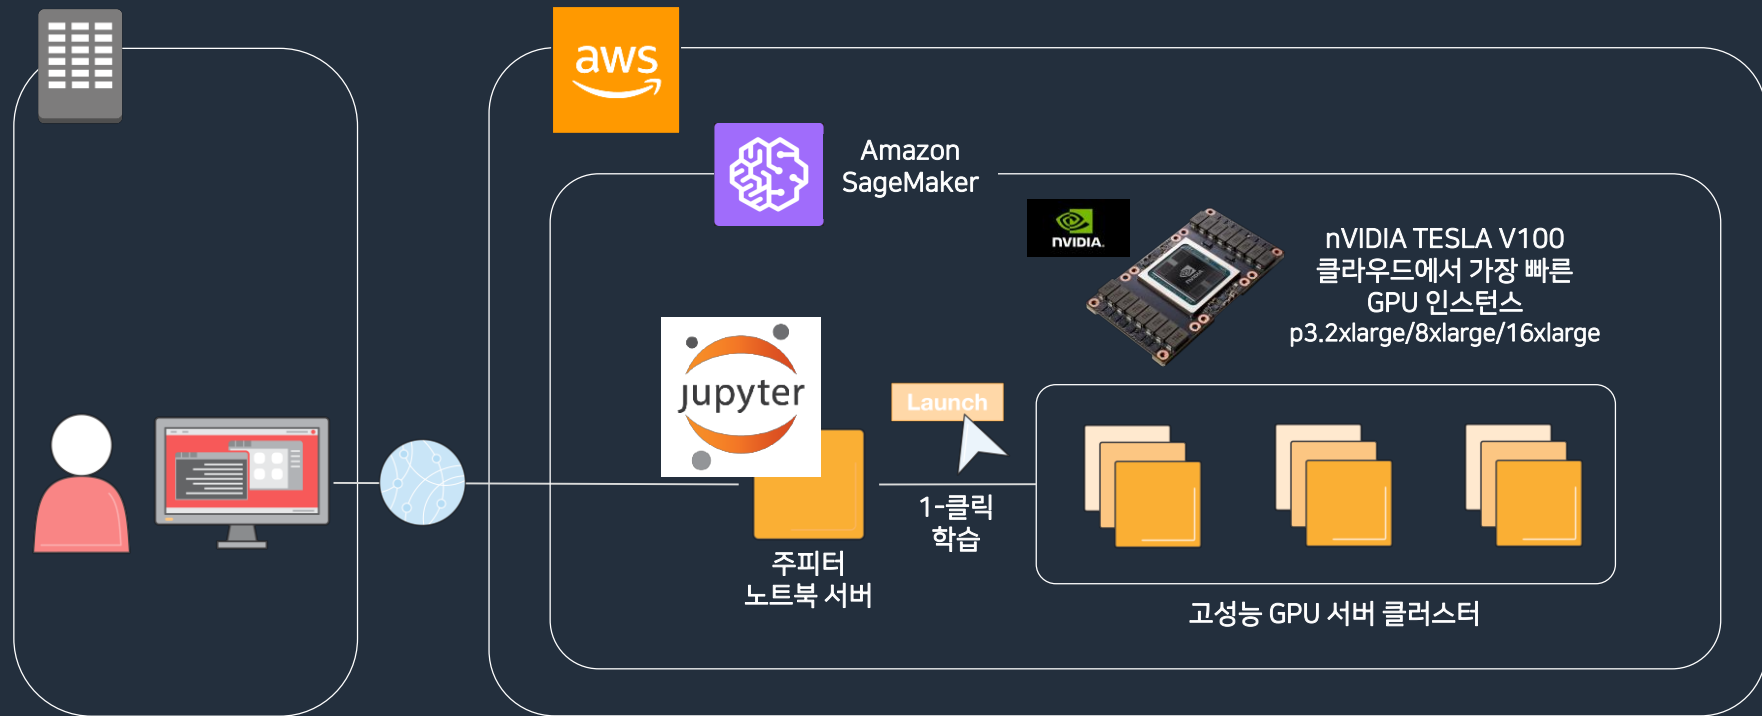 aws
Amazon
SageMaker
nVIDIA.
nVIDIA TESLA V100
클라우드에서 가장 빠른
GPU 인스턴스
p3.2xlarge/8xlarge/16xlarge
jupyter
Launch
1-클릭
학습
주피터
노트북 서버
고성능 GPU 서버 클러스터